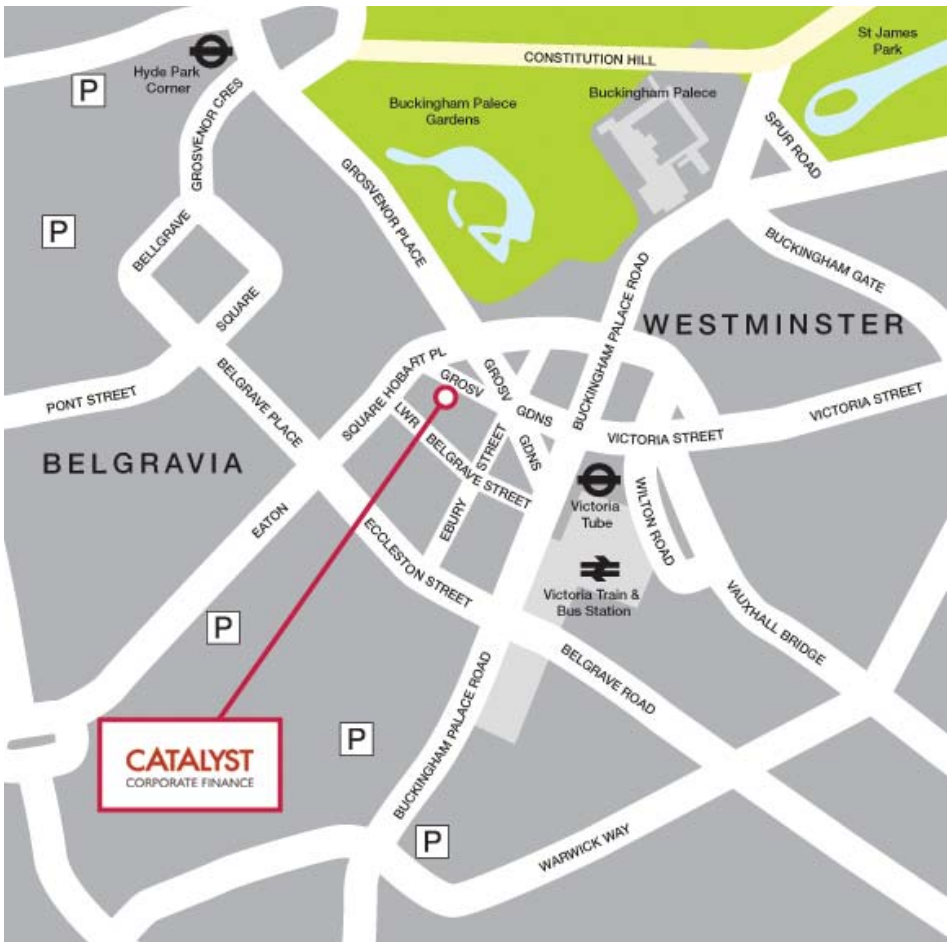 St James
Park
CONSTITUTION HILL
Hyde Park
Corner
P
Buckingham Palece
Buckingham Palece
Gardens
GROSVENOR CRES
SPUR ROAD
GROSVENOR PLACE
P
BELLGRAVE
SQUARE
BUCKINGHAM GATE
BUCKINGHAM PALACE ROAD
WESTMINSTER
SQUARE HOBART PL
GROSV
GDNS
GROSV
GDNS
PONT STREET
BELGRAVE PLACE
VICTORIA STREET
VICTORIA STREET
LWR BELGRAVE STREET
EBURY STREET
BELGRAVIA
EATON
Victoria
Tube
WILTON ROAD
ECCLESTON STREET
Victoria Train &
Bus Station
VAUXHALL BRIDGE
P
BELGRAVE ROAD
BUCKINGHAM PALACE ROAD
P
CATALYST
CORPORATE FINANCE
P
WARWICK WAY